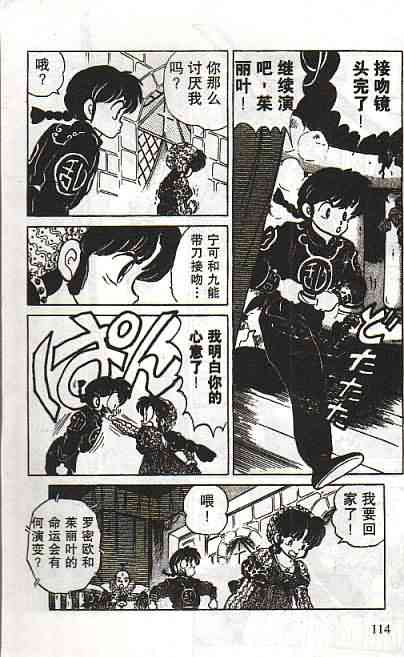 接吻镜
头完了！
继续演
吧，茱
丽叶！
乱
どたたた
你那么
讨厌我
吗？
哦？
乱
宁可和九能
带刀接吻…
我明白你的
心意了！
ぱん
我要回
家了！
喂！
罗密欧和
茱丽叶的
命运会有
何演变？
114